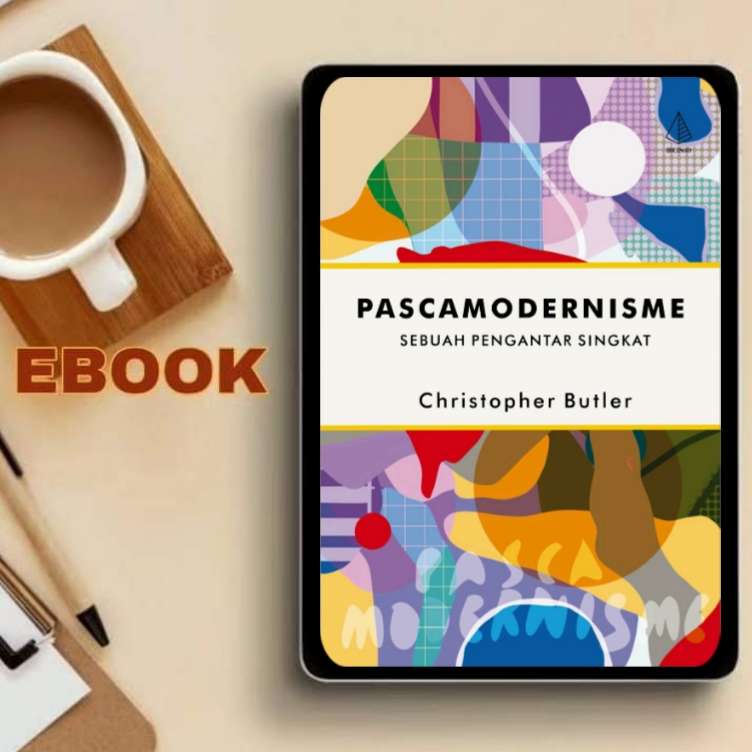 EBOOK
PASCAMODERNISME
SEBUAH PENGANTAR SINGKAT
Christopher Butler
PASCA
MODERNISME